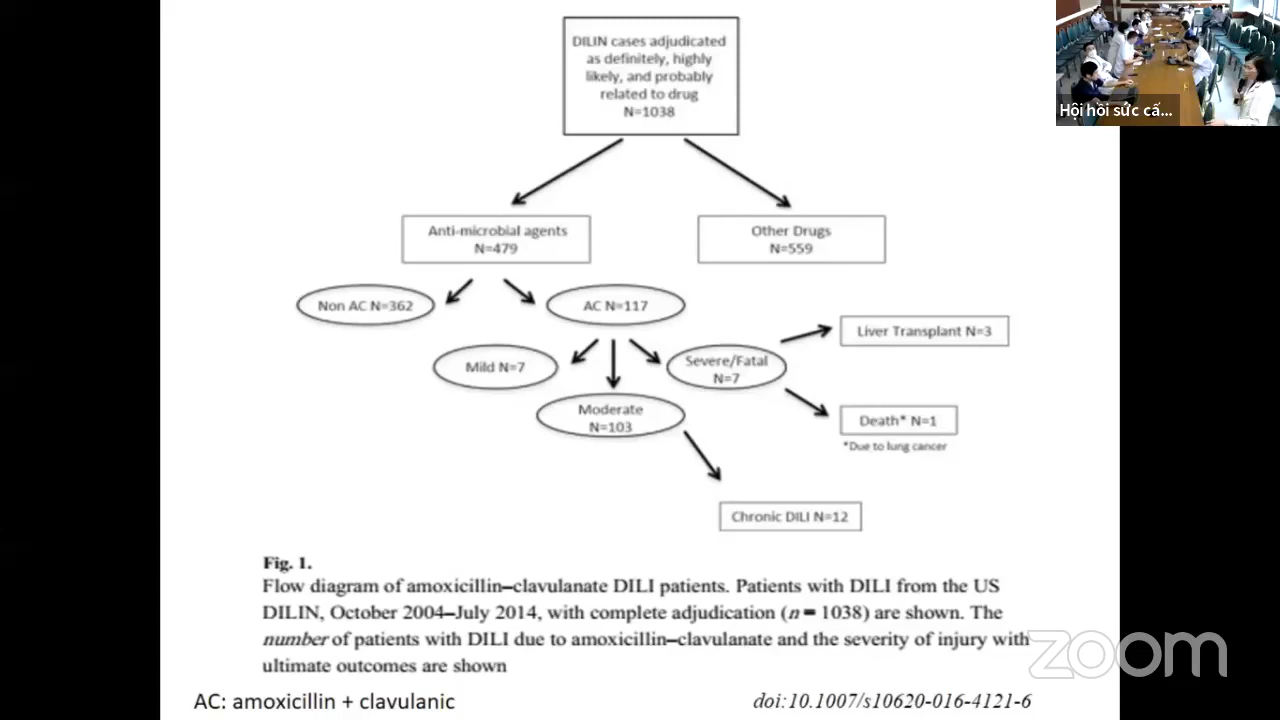 DILIN cases adjudicated
as definitely, highly
likely, and probably
related to drug
N=1038
Hội hồi sức cấ...
Anti-microbial agents
N=479
Other Drugs
N=559
Non AC N=362
AC N=117
Liver Transplant N=3
Mild N=7
Severe/Fatal
N=7
Moderate
N=103
Death* N=1
*Due to lung cancer
Chronic DILI N=12
Fig. 1.
Flow diagram of amoxicillin–clavulanate DILI patients. Patients with DILI from the US
DILIN, October 2004–July 2014, with complete adjudication (n = 1038) are shown. The
number of patients with DILI due to amoxicillin–clavulanate and the severity of injury with
ultimate outcomes are shown
zoom
AC: amoxicillin + clavulanic
doi:10.1007/s10620-016-4121-6